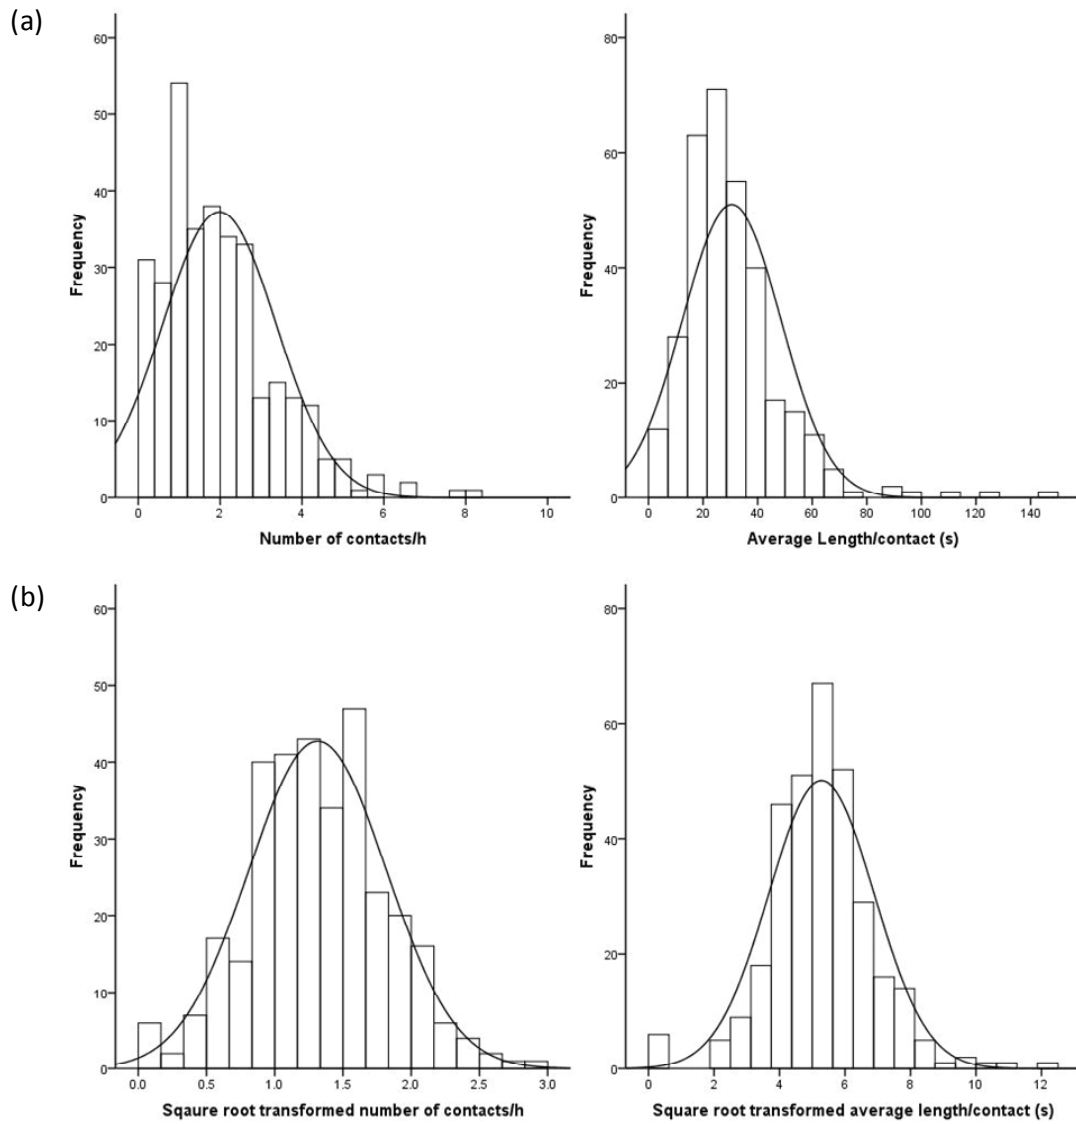 (a)
60
50
40
30
20
10
0
Frequency
0 2 4 6 8 10
Number of contacts/h
80
60
40
20
0
Frequency
0 20 40 60 80 100 120 140
Average Length/contact (s)
(b)
60
50
40
30
20
10
0
Frequency
0.0 0.5 1.0 1.5 2.0 2.5 3.0
Sqaure root transformed number of contacts/h
80
60
40
20
0
Frequency
0 2 4 6 8 10 12
Square root transformed average length/contact (s)